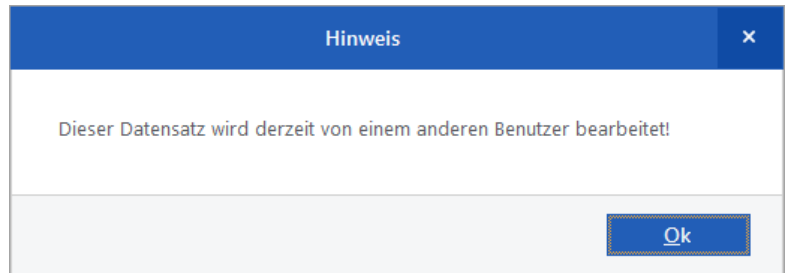 Hinweis
Dieser Datensatz wird derzeit von einem anderen Benutzer bearbeitet!
Ok